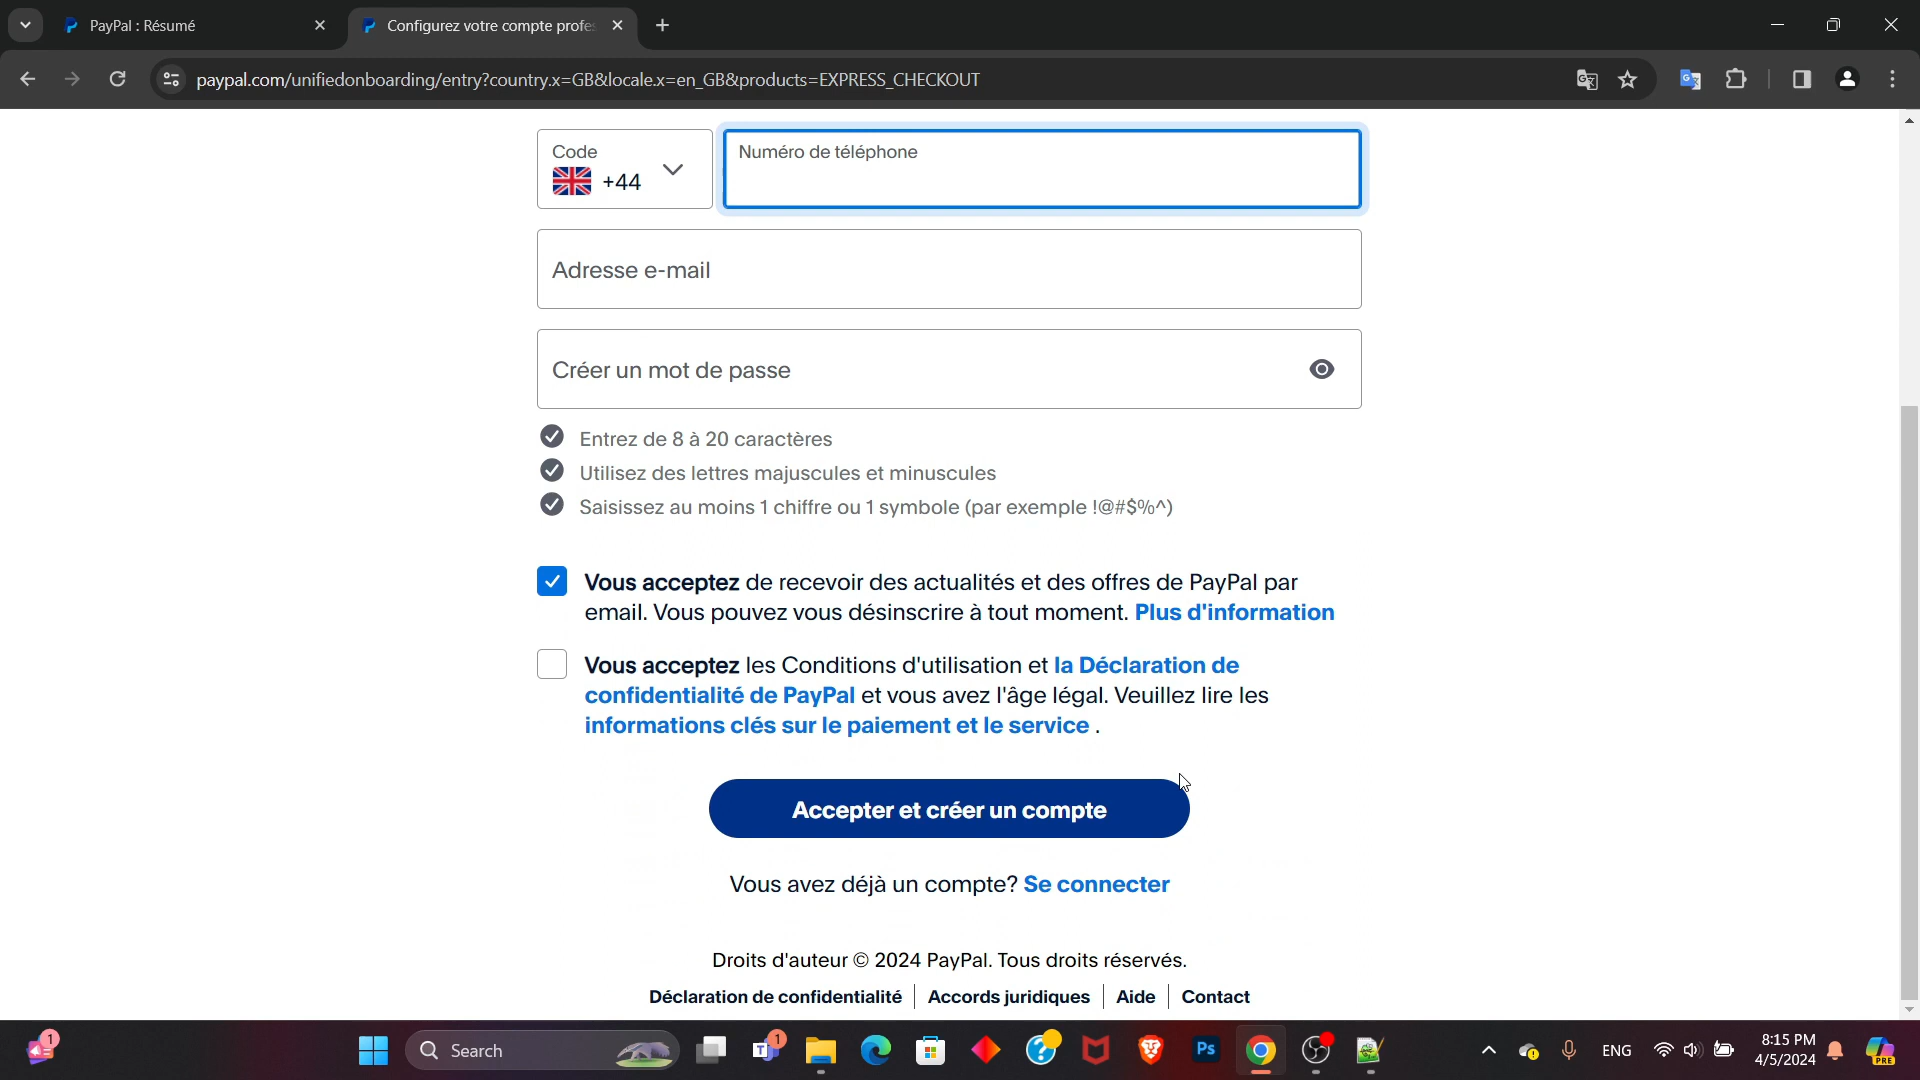 PayPal : Résumé
Configurez votre compte profes
paypal.com/unifiedonboarding/entry?country.x=GB&locale.x=en_GB&products=EXPRESS_CHECKOUT
Code
+44
Numéro de téléphone
Adresse e-mail
Créer un mot de passe
Entrez de 8 à 20 caractères
Utilisez des lettres majuscules et minuscules
Saisissez au moins 1 chiffre ou 1 symbole (par exemple !@#$%^)
Vous acceptez de recevoir des actualités et des offres de PayPal par
email. Vous pouvez vous désinscrire à tout moment. Plus d'information
Vous acceptez les Conditions d'utilisation et la Déclaration de
confidentialité de PayPal et vous avez l'âge légal. Veuillez lire les
informations clés sur le paiement et le service .
Accepter et créer un compte
Vous avez déjà un compte? Se connecter
Droits d'auteur © 2024 PayPal. Tous droits réservés.
Déclaration de confidentialité Accords juridiques Aide Contact
1
Search
1
Ps
ENG
8:15 PM
4/5/2024
PRE